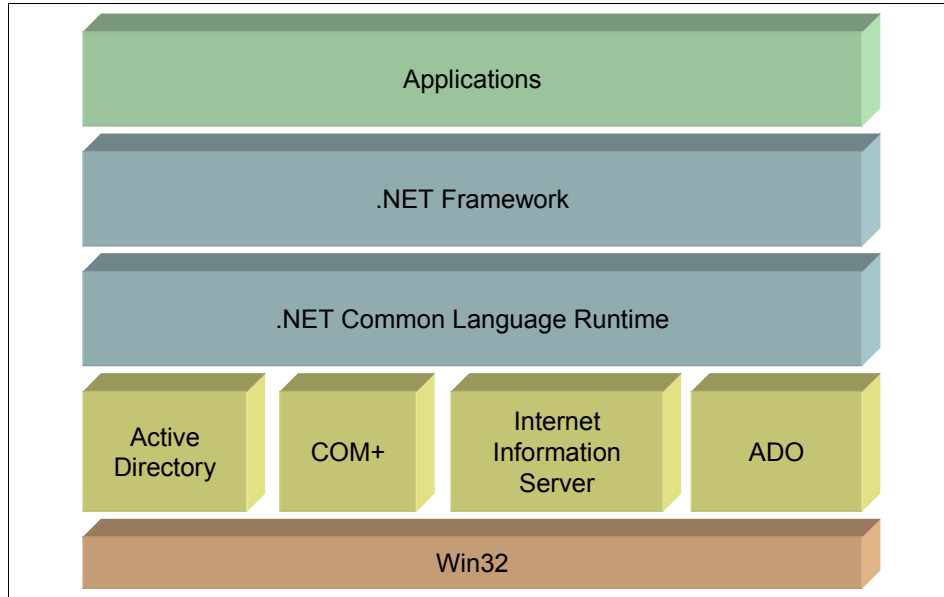 Applications
.NET Framework
.NET Common Language Runtime
Active
Directory
COM+
Internet
Information
Server
ADO
Win32